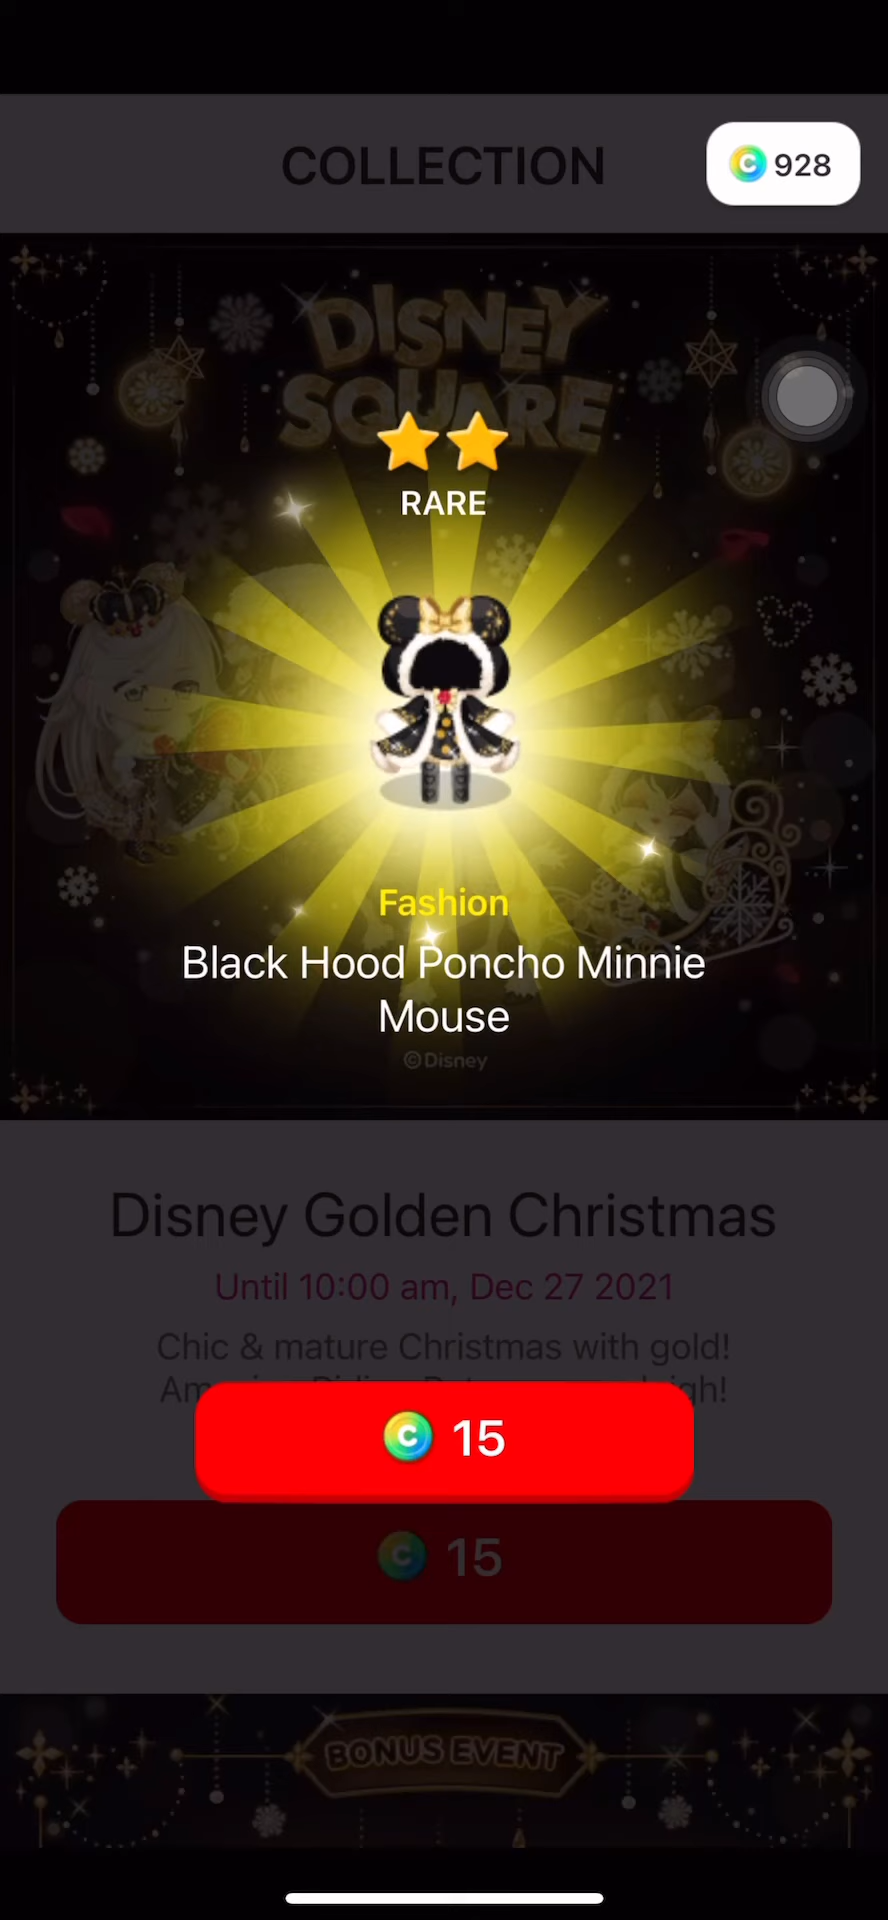 COLLECTION
C 928
DISNEY
SQUARE
RARE
Fashion
Black Hood Poncho Minnie
Mouse
©Disney
Disney Golden Christmas
Until 10:00 am, Dec 27 2021
Chic & mature Christmas with gold!
C 15
C 15
BONUS EVENT